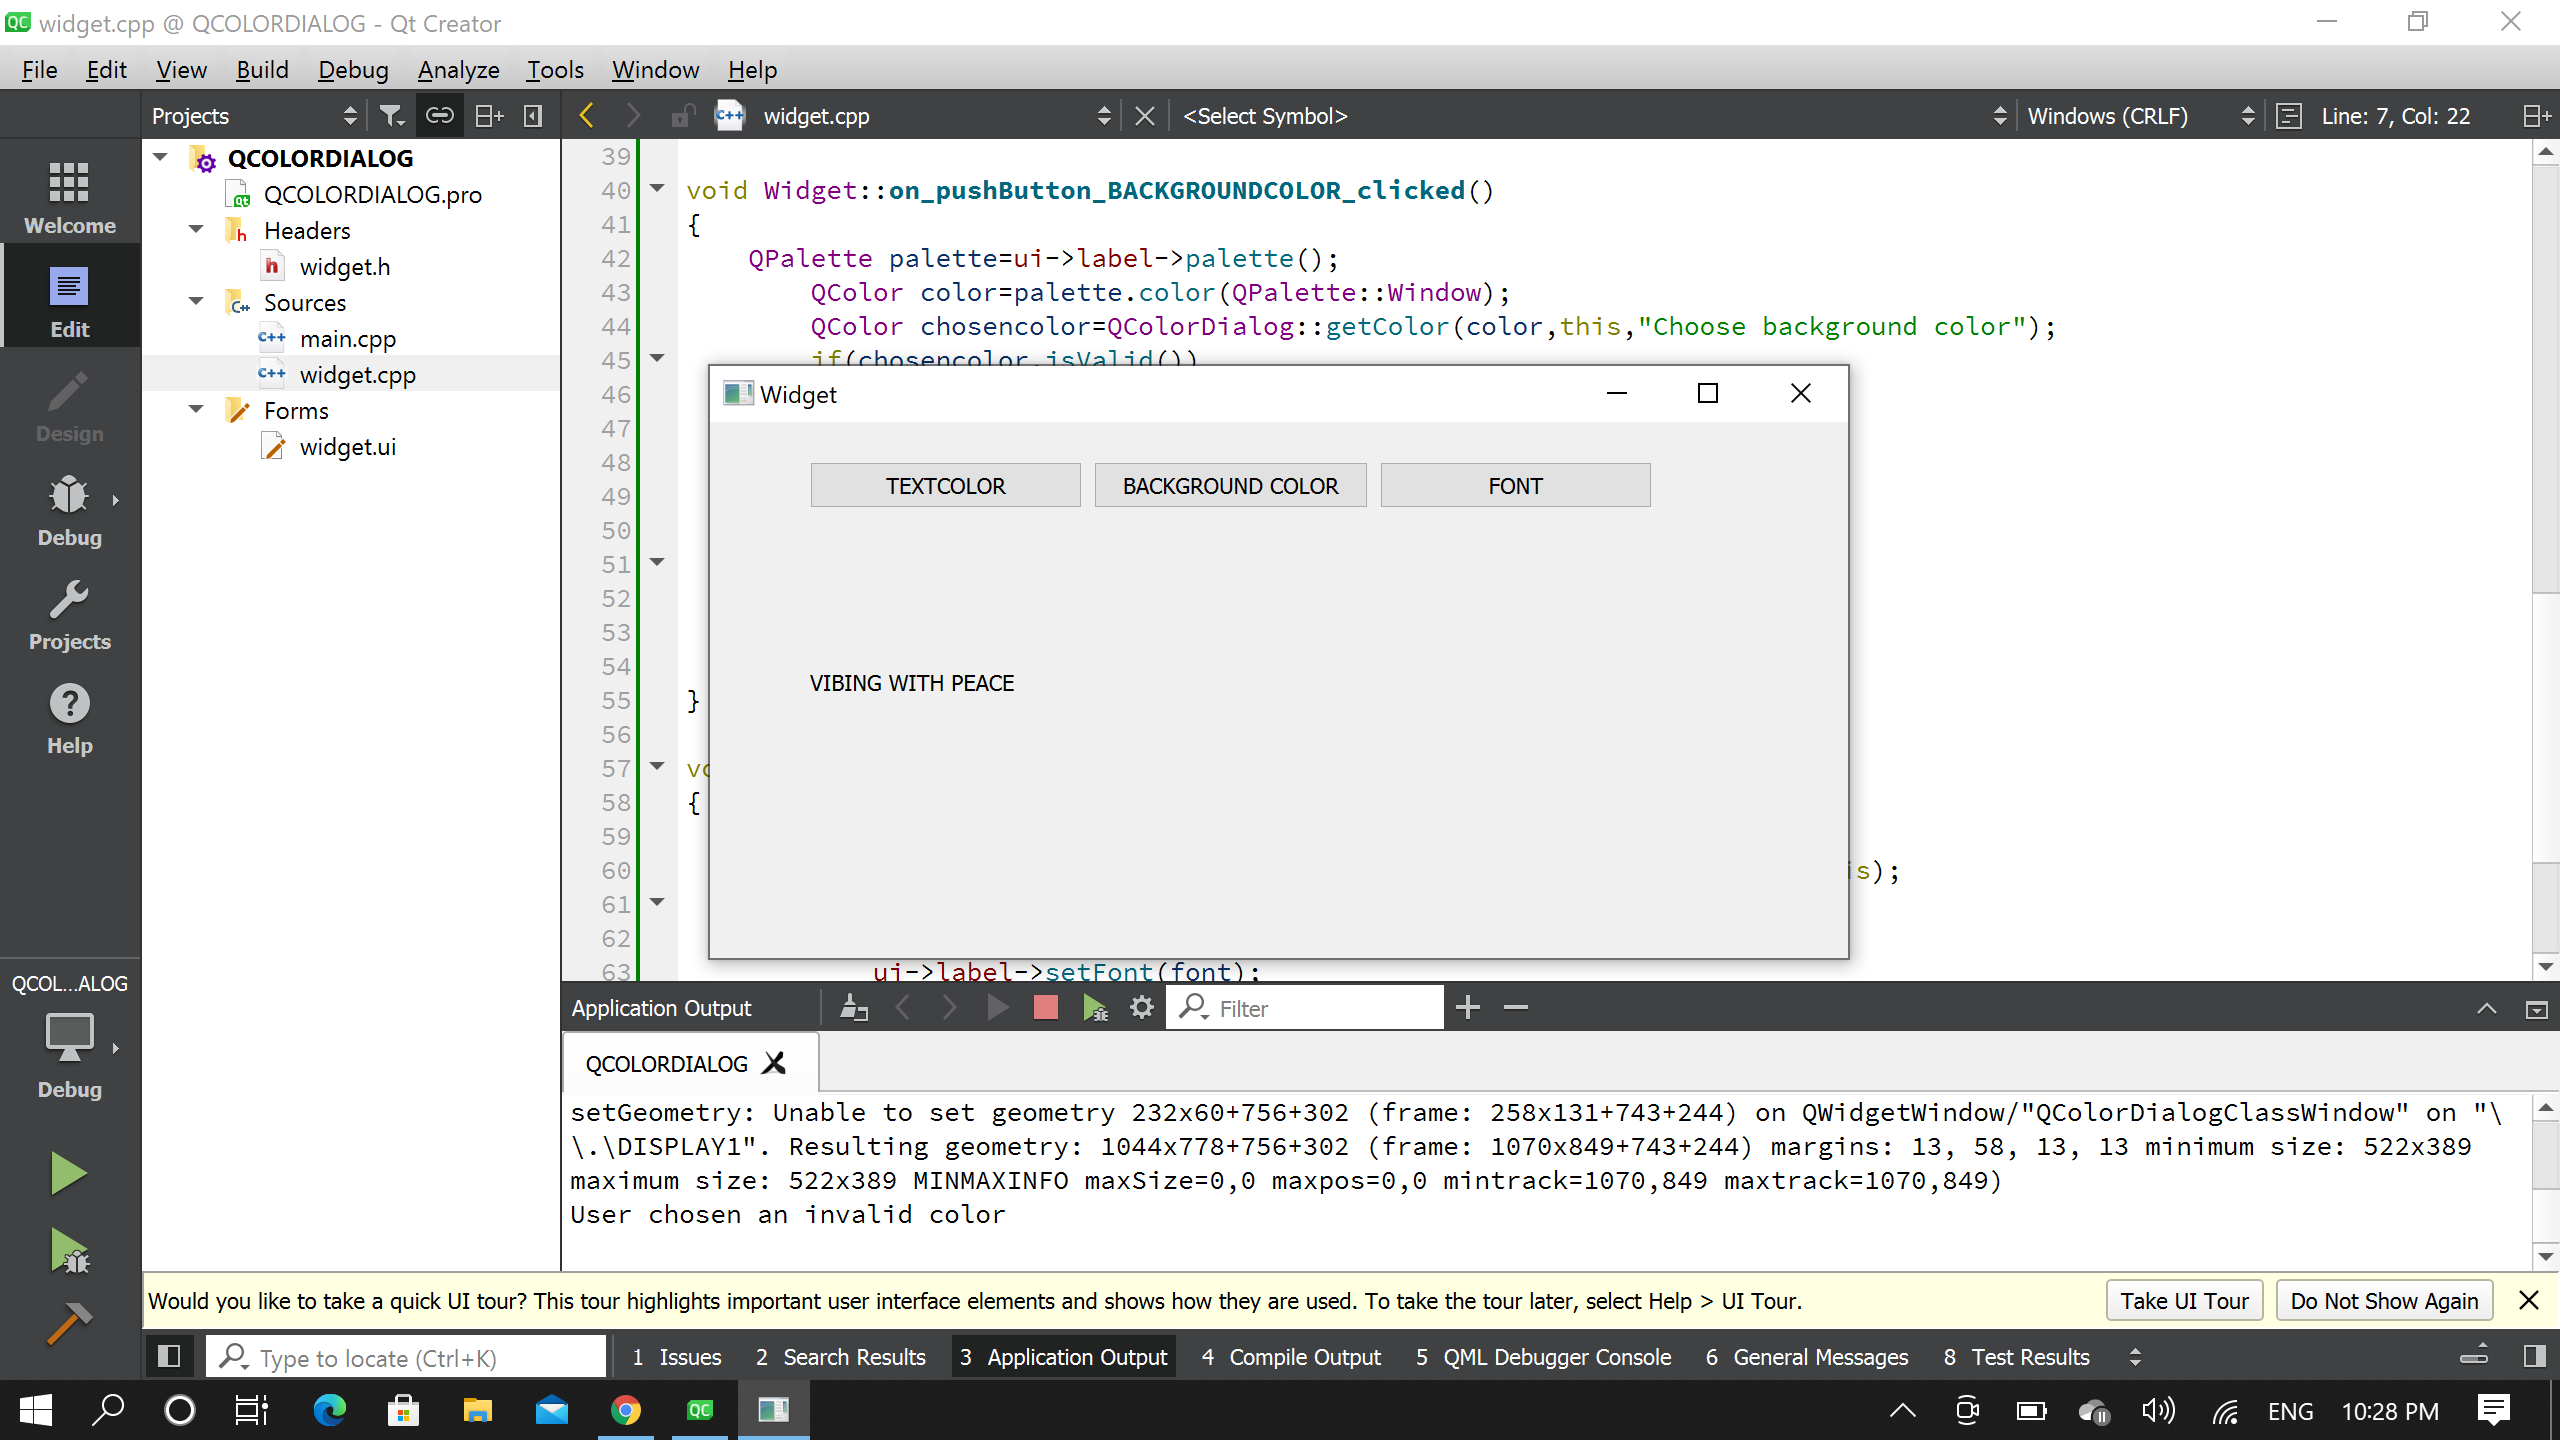 QC widget.cpp @ QCOLORDIALOG - Qt Creator
File Edit View Build Debug Analyze Tools Window Help
Projects widget.cpp <Select Symbol> Windows (CRLF) Line: 7, Col: 22
Welcome
Edit
Design
Debug
Projects
Help
QCOL...ALOG
Debug
QCOLORDIALOG
QCOLORDIALOG.pro
Headers
widget.h
Sources
main.cpp
widget.cpp
Forms
widget.ui
39
40 void Widget::on_pushButton_BACKGROUNDCOLOR_clicked()
41 {
42 QPalette palette=ui->label->palette();
43 QColor color=palette.color(QPalette::Window);
44 QColor chosencolor=QColorDialog::getColor(color,this,"Choose background color");
45 if(chosencolor.isValid())
46
47
48
49
50
51
52
53
54
55 }
56
57
58 {
59
60 is);
61
62
63 ui->label->setFont(font);
Widget
TEXTCOLOR BACKGROUND COLOR FONT
VIBING WITH PEACE
Application Output Filter
QCOLORDIALOG
setGeometry: Unable to set geometry 232x60+756+302 (frame: 258x131+743+244) on QWidgetWindow/"QColorDialogClassWindow" on "\
\.\DISPLAY1". Resulting geometry: 1044x778+756+302 (frame: 1070x849+743+244) margins: 13, 58, 13, 13 minimum size: 522x389
maximum size: 522x389 MINMAXINFO maxSize=0,0 maxpos=0,0 mintrack=1070,849 maxtrack=1070,849)
User chosen an invalid color
Would you like to take a quick UI tour? This tour highlights important user interface elements and shows how they are used. To take the tour later, select Help > UI Tour. Take UI Tour Do Not Show Again
Type to locate (Ctrl+K) 1 Issues 2 Search Results 3 Application Output 4 Compile Output 5 QML Debugger Console 6 General Messages 8 Test Results
QC ENG 10:28 PM